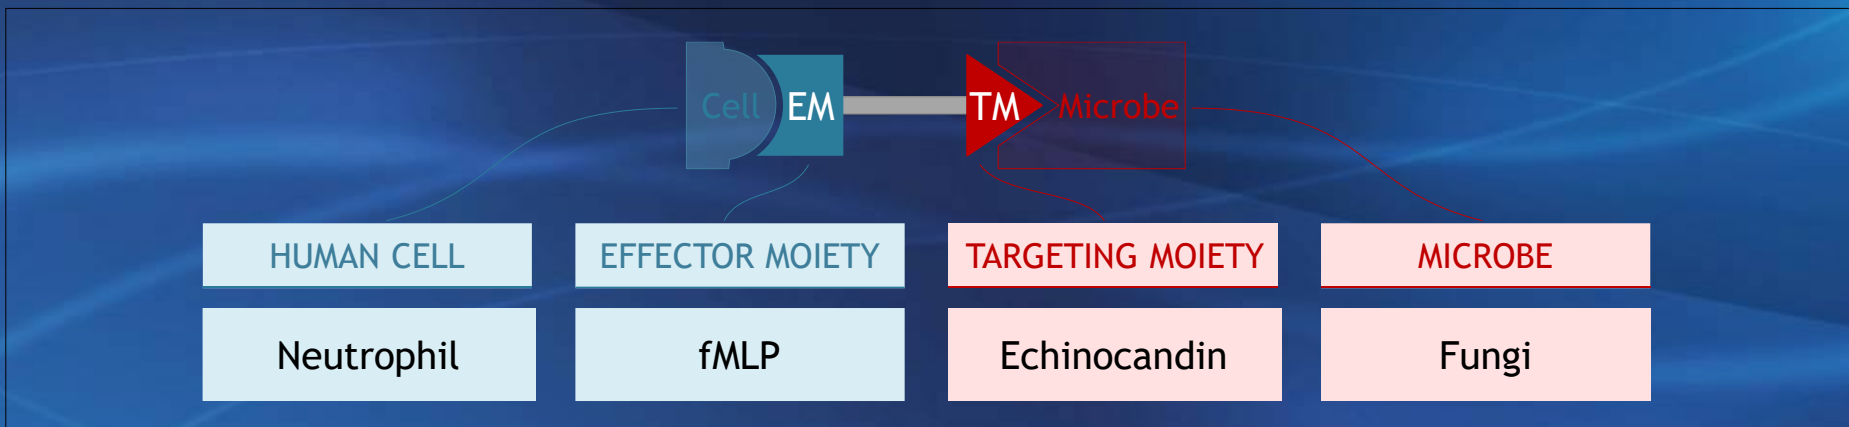 Cell EM TM Microbe
HUMAN CELL
EFFECTOR MOIETY
TARGETING MOIETY
MICROBE
Neutrophil
fMLP
Echinocandin
Fungi